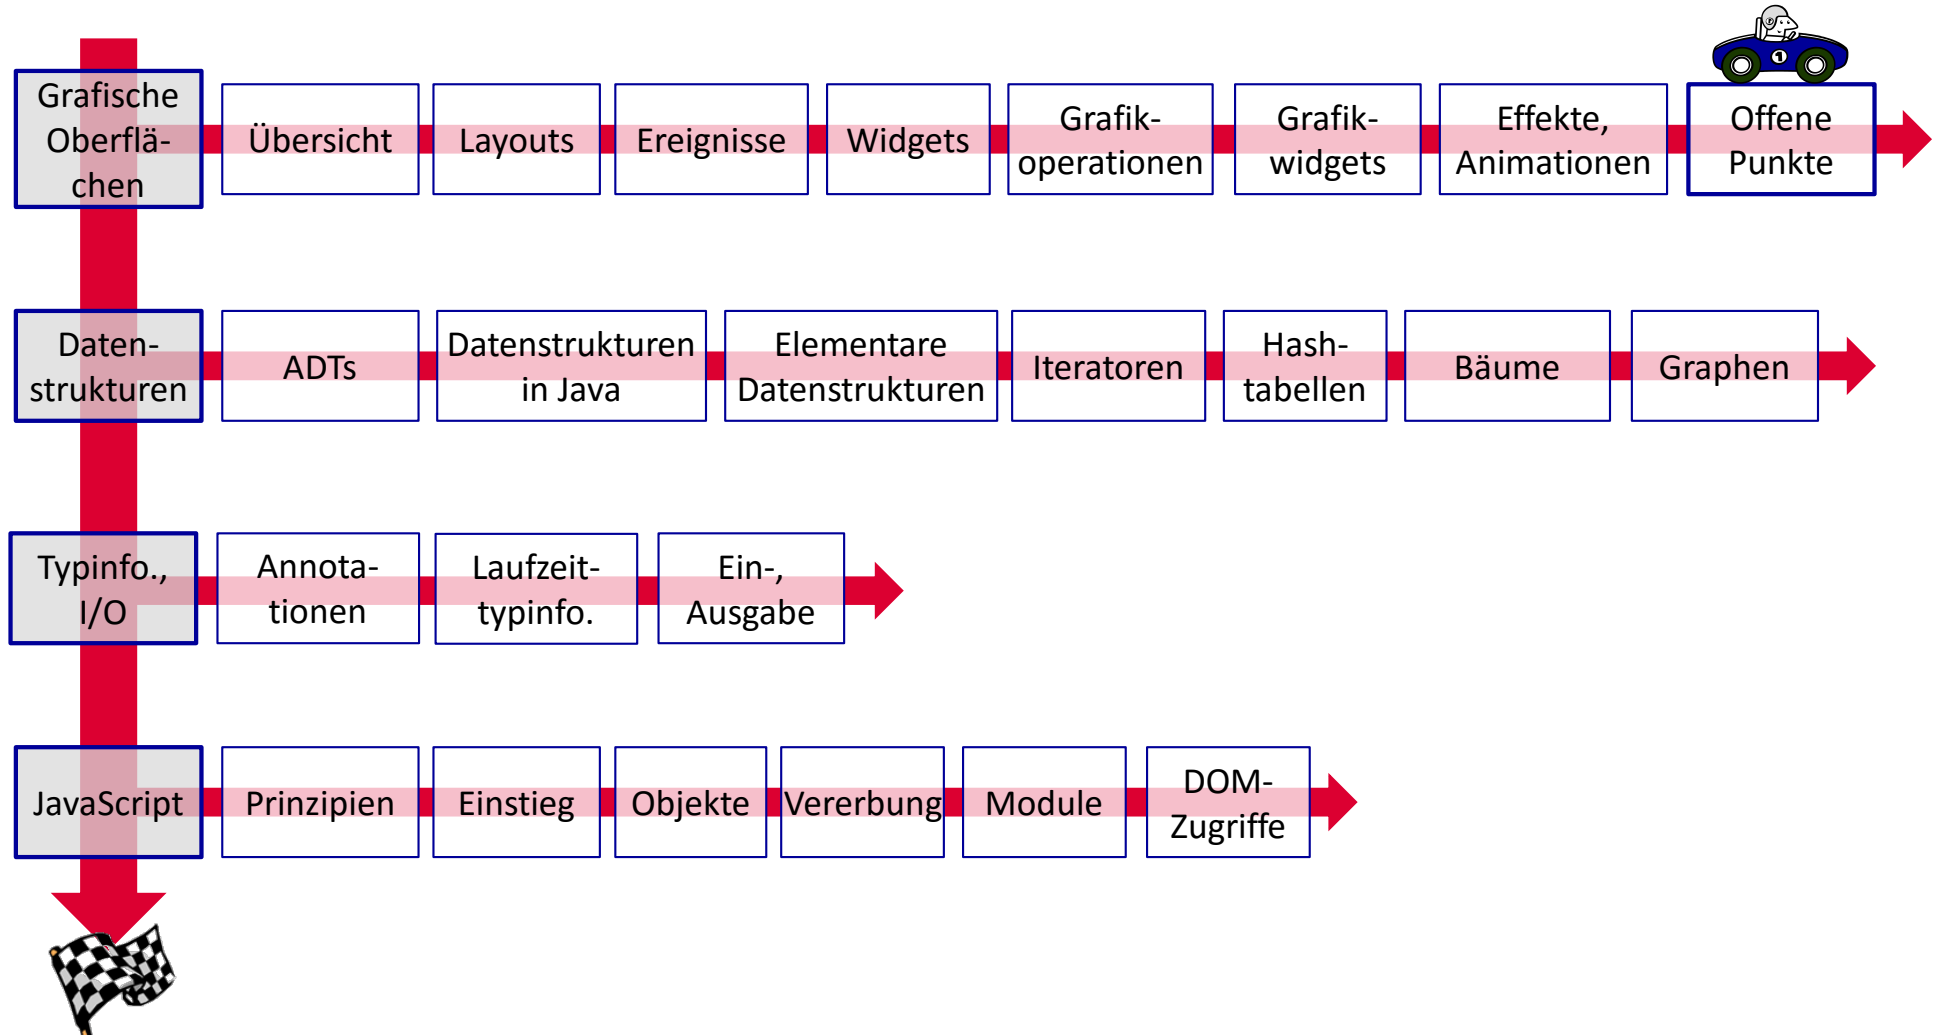 Grafische
Oberflä-
chen
Übersicht
Layouts
Ereignisse
Widgets
Grafik-
operationen
Grafik-
widgets
Effekte,
Animationen
1
Offene
Punkte
Daten-
strukturen
ADTs
Datenstrukturen
in Java
Elementare
Datenstrukturen
Iteratoren
Hash-
tabellen
Bäume
Graphen
Typinfo.,
I/O
Annota-
tionen
Laufzeit-
typinfo.
Ein-,
Ausgabe
JavaScript
Prinzipien
Einstieg
Objekte
Vererbung
Module
DOM-
Zugriffe